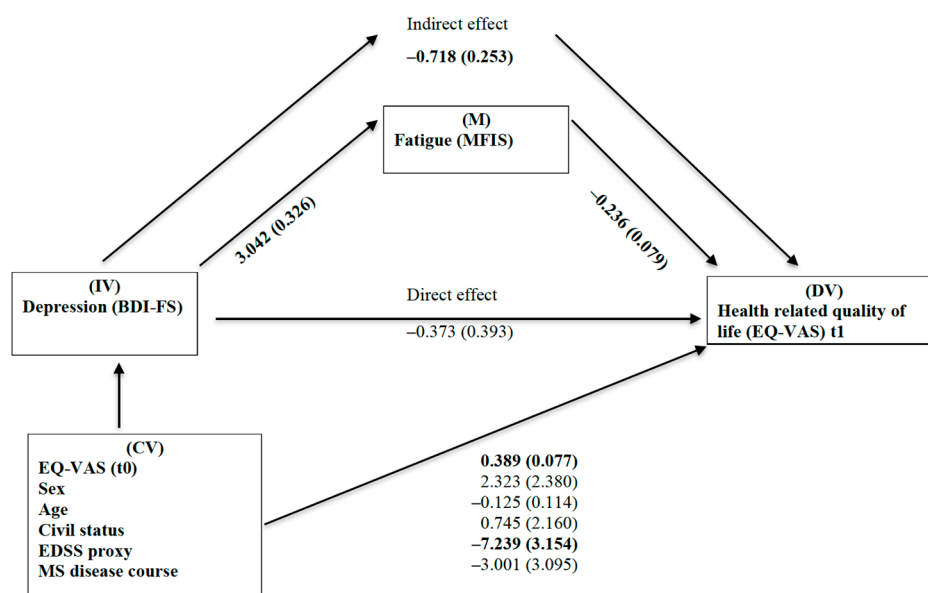 Indirect effect
–0.718 (0.253)
(M)
Fatigue (MFIS)
3.042 (0.326)
–0.236 (0.079)
(IV)
Depression (BDI-FS)
Direct effect
–0.373 (0.393)
(DV)
Health related quality of
life (EQ-VAS) t1
(CV)
EQ-VAS (t0)
Sex
Age
Civil status
EDSS proxy
MS disease course
0.389 (0.077)
2.323 (2.380)
–0.125 (0.114)
0.745 (2.160)
–7.239 (3.154)
–3.001 (3.095)